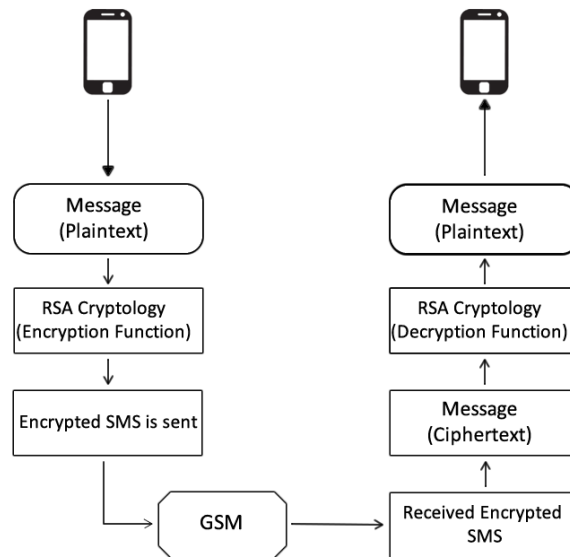 Message
(Plaintext)
RSA Cryptology
(Encryption Function)
Encrypted SMS is sent
GSM
Received Encrypted
SMS
Message
(Ciphertext)
RSA Cryptology
(Decryption Function)
Message
(Plaintext)